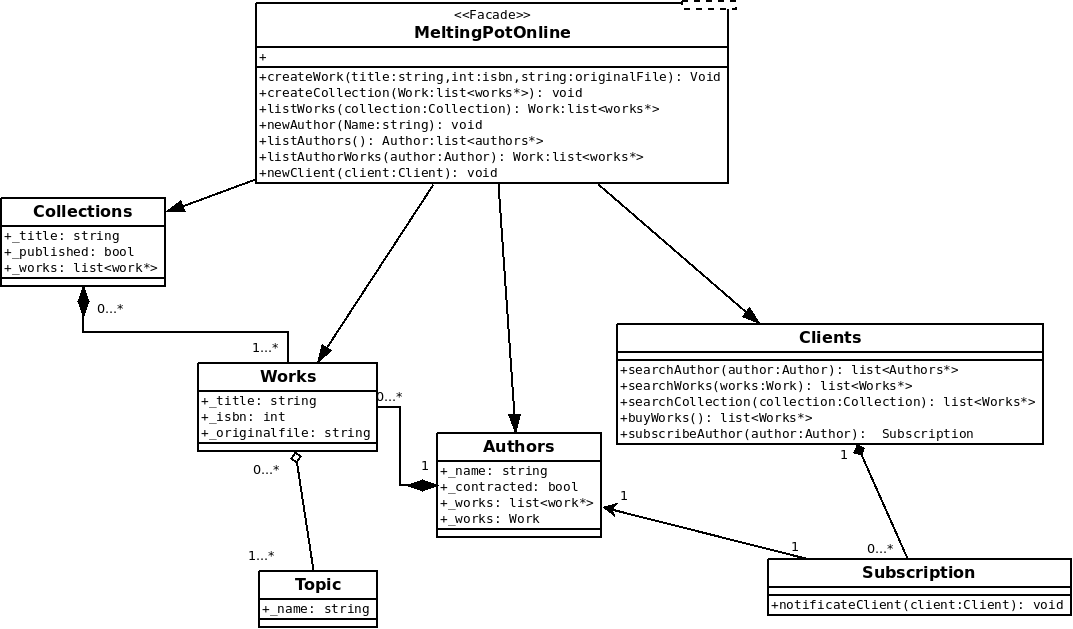 <<Facade>>
MeltingPotOnline
+
+createWork(title:string,int:isbn,string:originalFile): Void
+createCollection(Work:list<works*>): void
+listWorks(collection:Collection): Work:list<works*>
+newAuthor(Name:string): void
+listAuthors(): Author:list<authors*>
+listAuthorWorks(author:Author): Work:list<works*>
+newClient(client:Client): void
Collections
+_title: string
+_published: bool
+_works: list<work*>
0...*
1...*
Works
+_title: string
+_isbn: int
+_originalfile: string
0...*
0...*
1
Authors
+_name: string
+_contracted: bool
+_works: list<work*>
+_works: Work
Clients
+searchAuthor(author:Author): list<Authors*>
+searchWorks(works:Work): list<Works*>
+searchCollection(collection:Collection): list<Works*>
+buyWorks(): list<Works*>
+subscribeAuthor(author:Author):  Subscription
1
1
1
0...*
1...*
Topic
+_name: string
Subscription
+notificateClient(client:Client): void